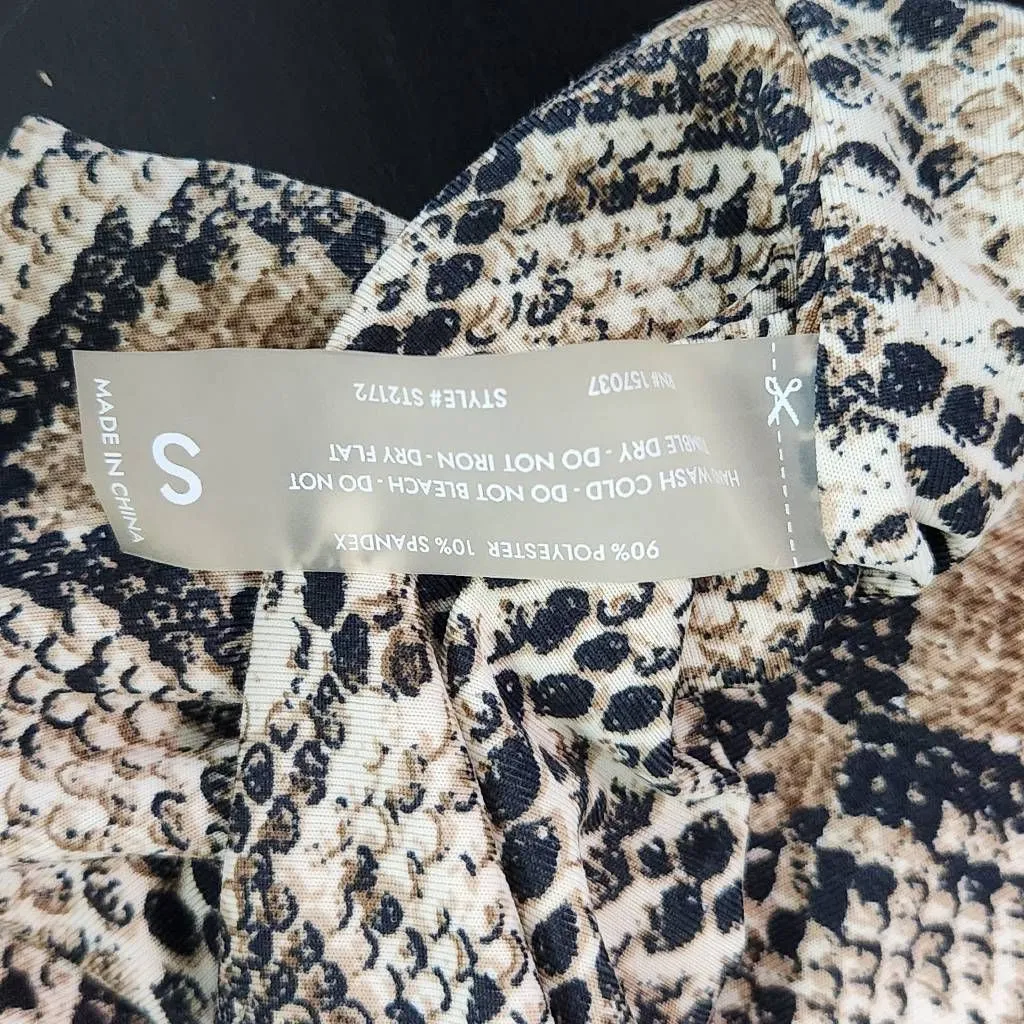 90% POLYESTER 10% SPANDEX
HAND WASH COLD - DO NOT BLEACH - DO NOT
TUMBLE DRY - DO NOT IRON - DRY FLAT
RN# 157037 STYLE# ST2172
S
MADE IN CHINA